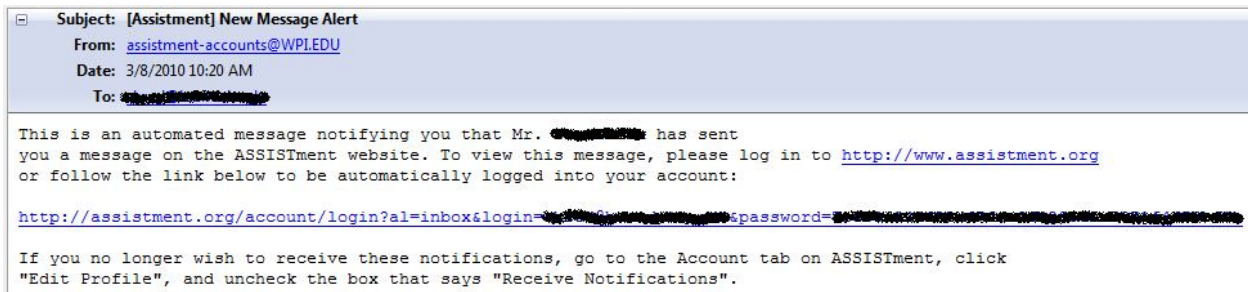 Subject: [Assistment] New Message Alert
From: assistment-accounts@WPI.EDU
Date: 3/8/2010 10:20 AM
To:
This is an automated message notifying you that Mr. has sent
you a message on the ASSISTment website. To view this message, please log in to http://www.assistment.org
or follow the link below to be automatically logged into your account:
http://assistment.org/account/login?al=inbox&login= &password=
If you no longer wish to receive these notifications, go to the Account tab on ASSISTment, click
"Edit Profile", and uncheck the box that says "Receive Notifications".